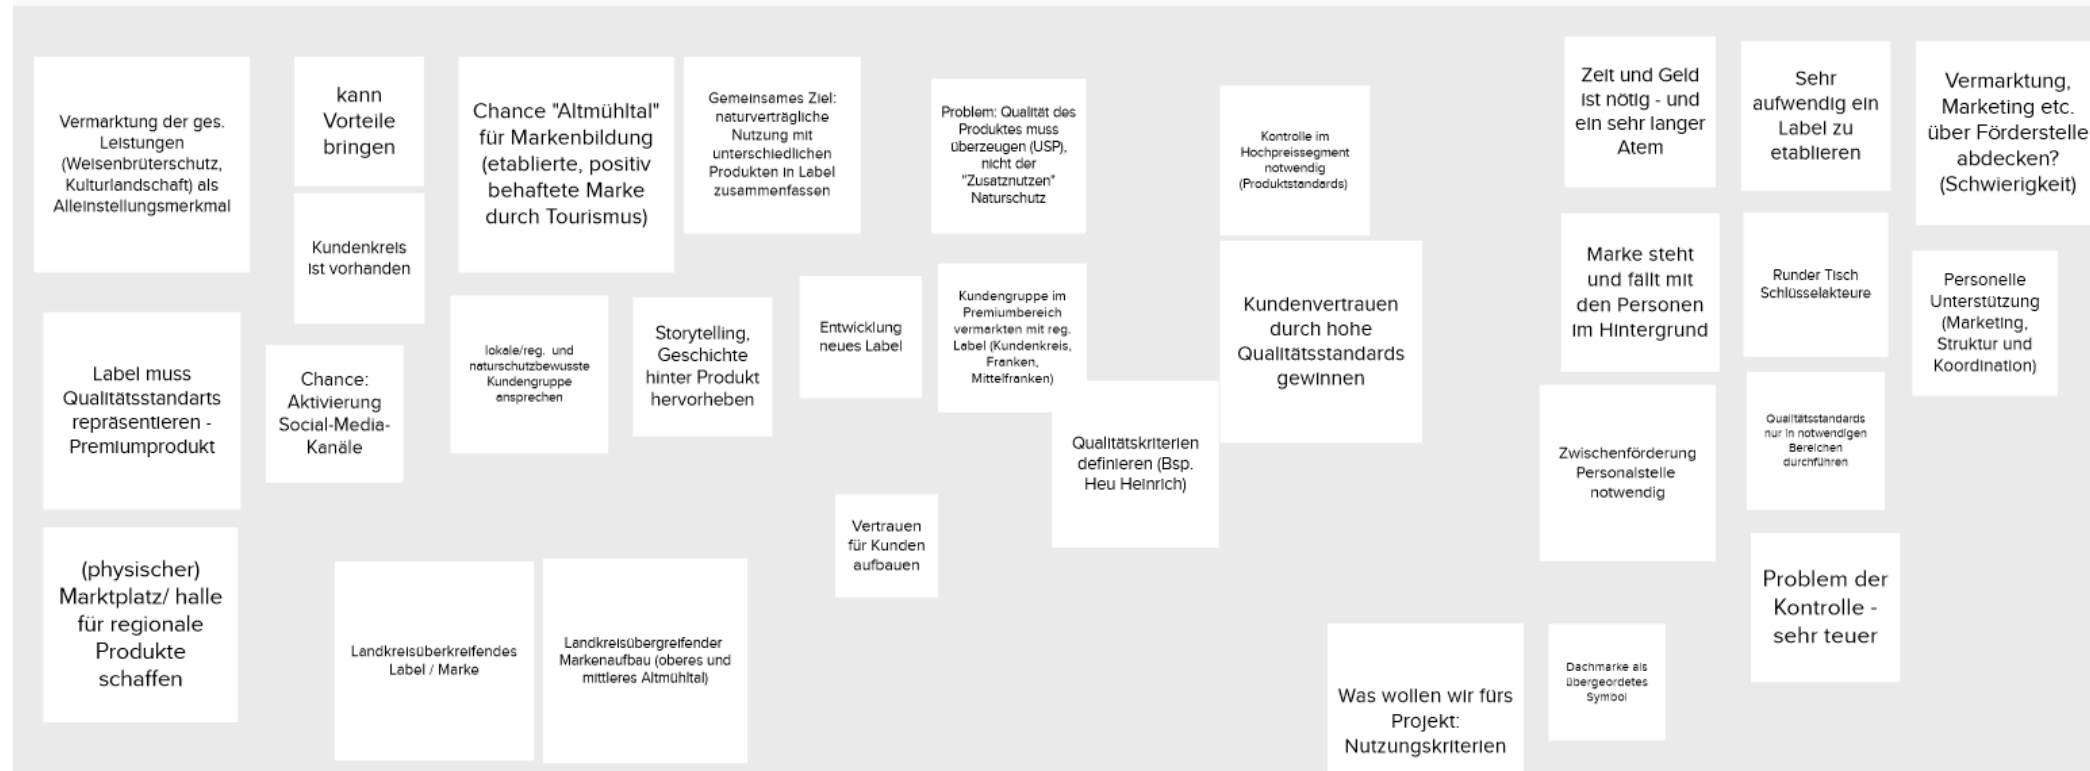 Vermarktung der ges.
Leistungen
(Weisenbrüterschutz,
Kulturlandschaft) als
Alleinstellungsmerkmal
kann
Vorteile
bringen
Kundenkreis
ist vorhanden
Chance "Altmühltal"
für Markenbildung
(etablierte, positiv
behaftete Marke
durch Tourismus)
Gemeinsames Ziel:
naturverträgliche
Nutzung mit
unterschiedlichen
Produkten in Label
zusammenfassen
Problem: Qualität des
Produktes muss
überzeugen (USP),
nicht der
"Zusatznutzen"
Naturschutz
Kontrolle im
Hochpreissegment
notwendig
(Produktstandards)
Zeit und Geld
ist nötig - und
ein sehr langer
Atem
Sehr
aufwendig ein
Label zu
etablieren
Vermarktung,
Marketing etc.
über Förderstelle
abdecken?
(Schwierigkeit)
Label muss
Qualitätsstandarts
repräsentieren -
Premiumprodukt
Chance:
Aktivierung
Social-Media-
Kanäle
lokale/reg. und
naturschutzbewusste
Kundengruppe
ansprechen
Storytelling,
Geschichte
hinter Produkt
hervorheben
Entwicklung
neues Label
Kundengruppe im
Premiumbereich
vermarkten mit reg.
Label (Kundenkreis,
Franken,
Mittelfranken)
Kundenvertrauen
durch hohe
Qualitätsstandards
gewinnen
Qualitätskriterien
definieren (Bsp.
Heu Heinrich)
Marke steht
und fällt mit
den Personen
im Hintergrund
Runder Tisch
Schlüsselakteure
Personelle
Unterstützung
(Marketing,
Struktur und
Koordination)
Zwischenförderung
Personalstelle
notwendig
Qualitätsstandards
nur in notwendigen
Bereichen
durchführen
(physischer)
Marktplatz/ halle
für regionale
Produkte
schaffen
Landkreisüberkreifendes
Label / Marke
Landkreisübergreifender
Markenaufbau (oberes und
mittleres Altmühltal)
Vertrauen
für Kunden
aufbauen
Was wollen wir fürs
Projekt:
Nutzungskriterien
Dachmarke als
übergeordetes
Symbol
Problem der
Kontrolle -
sehr teuer